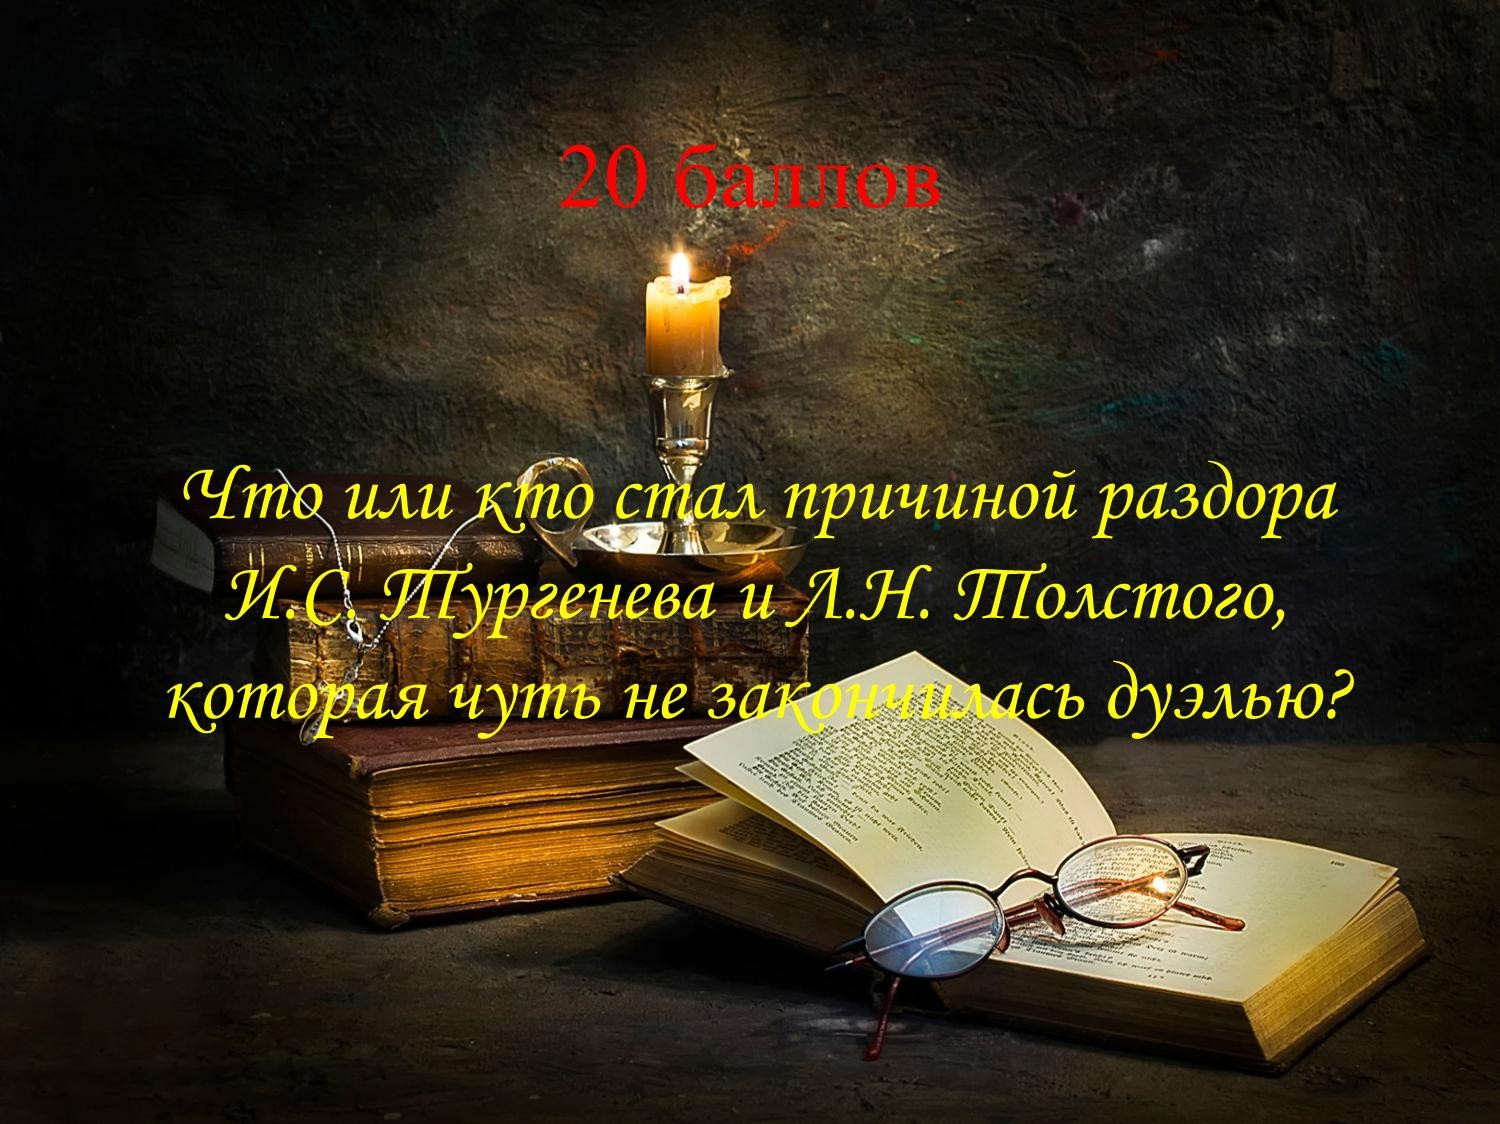 20 баллов
Что или кто стал причиной раздора
И.С. Тургенева и Л.Н. Толстого,
которая чуть не закончилась дуэлью?